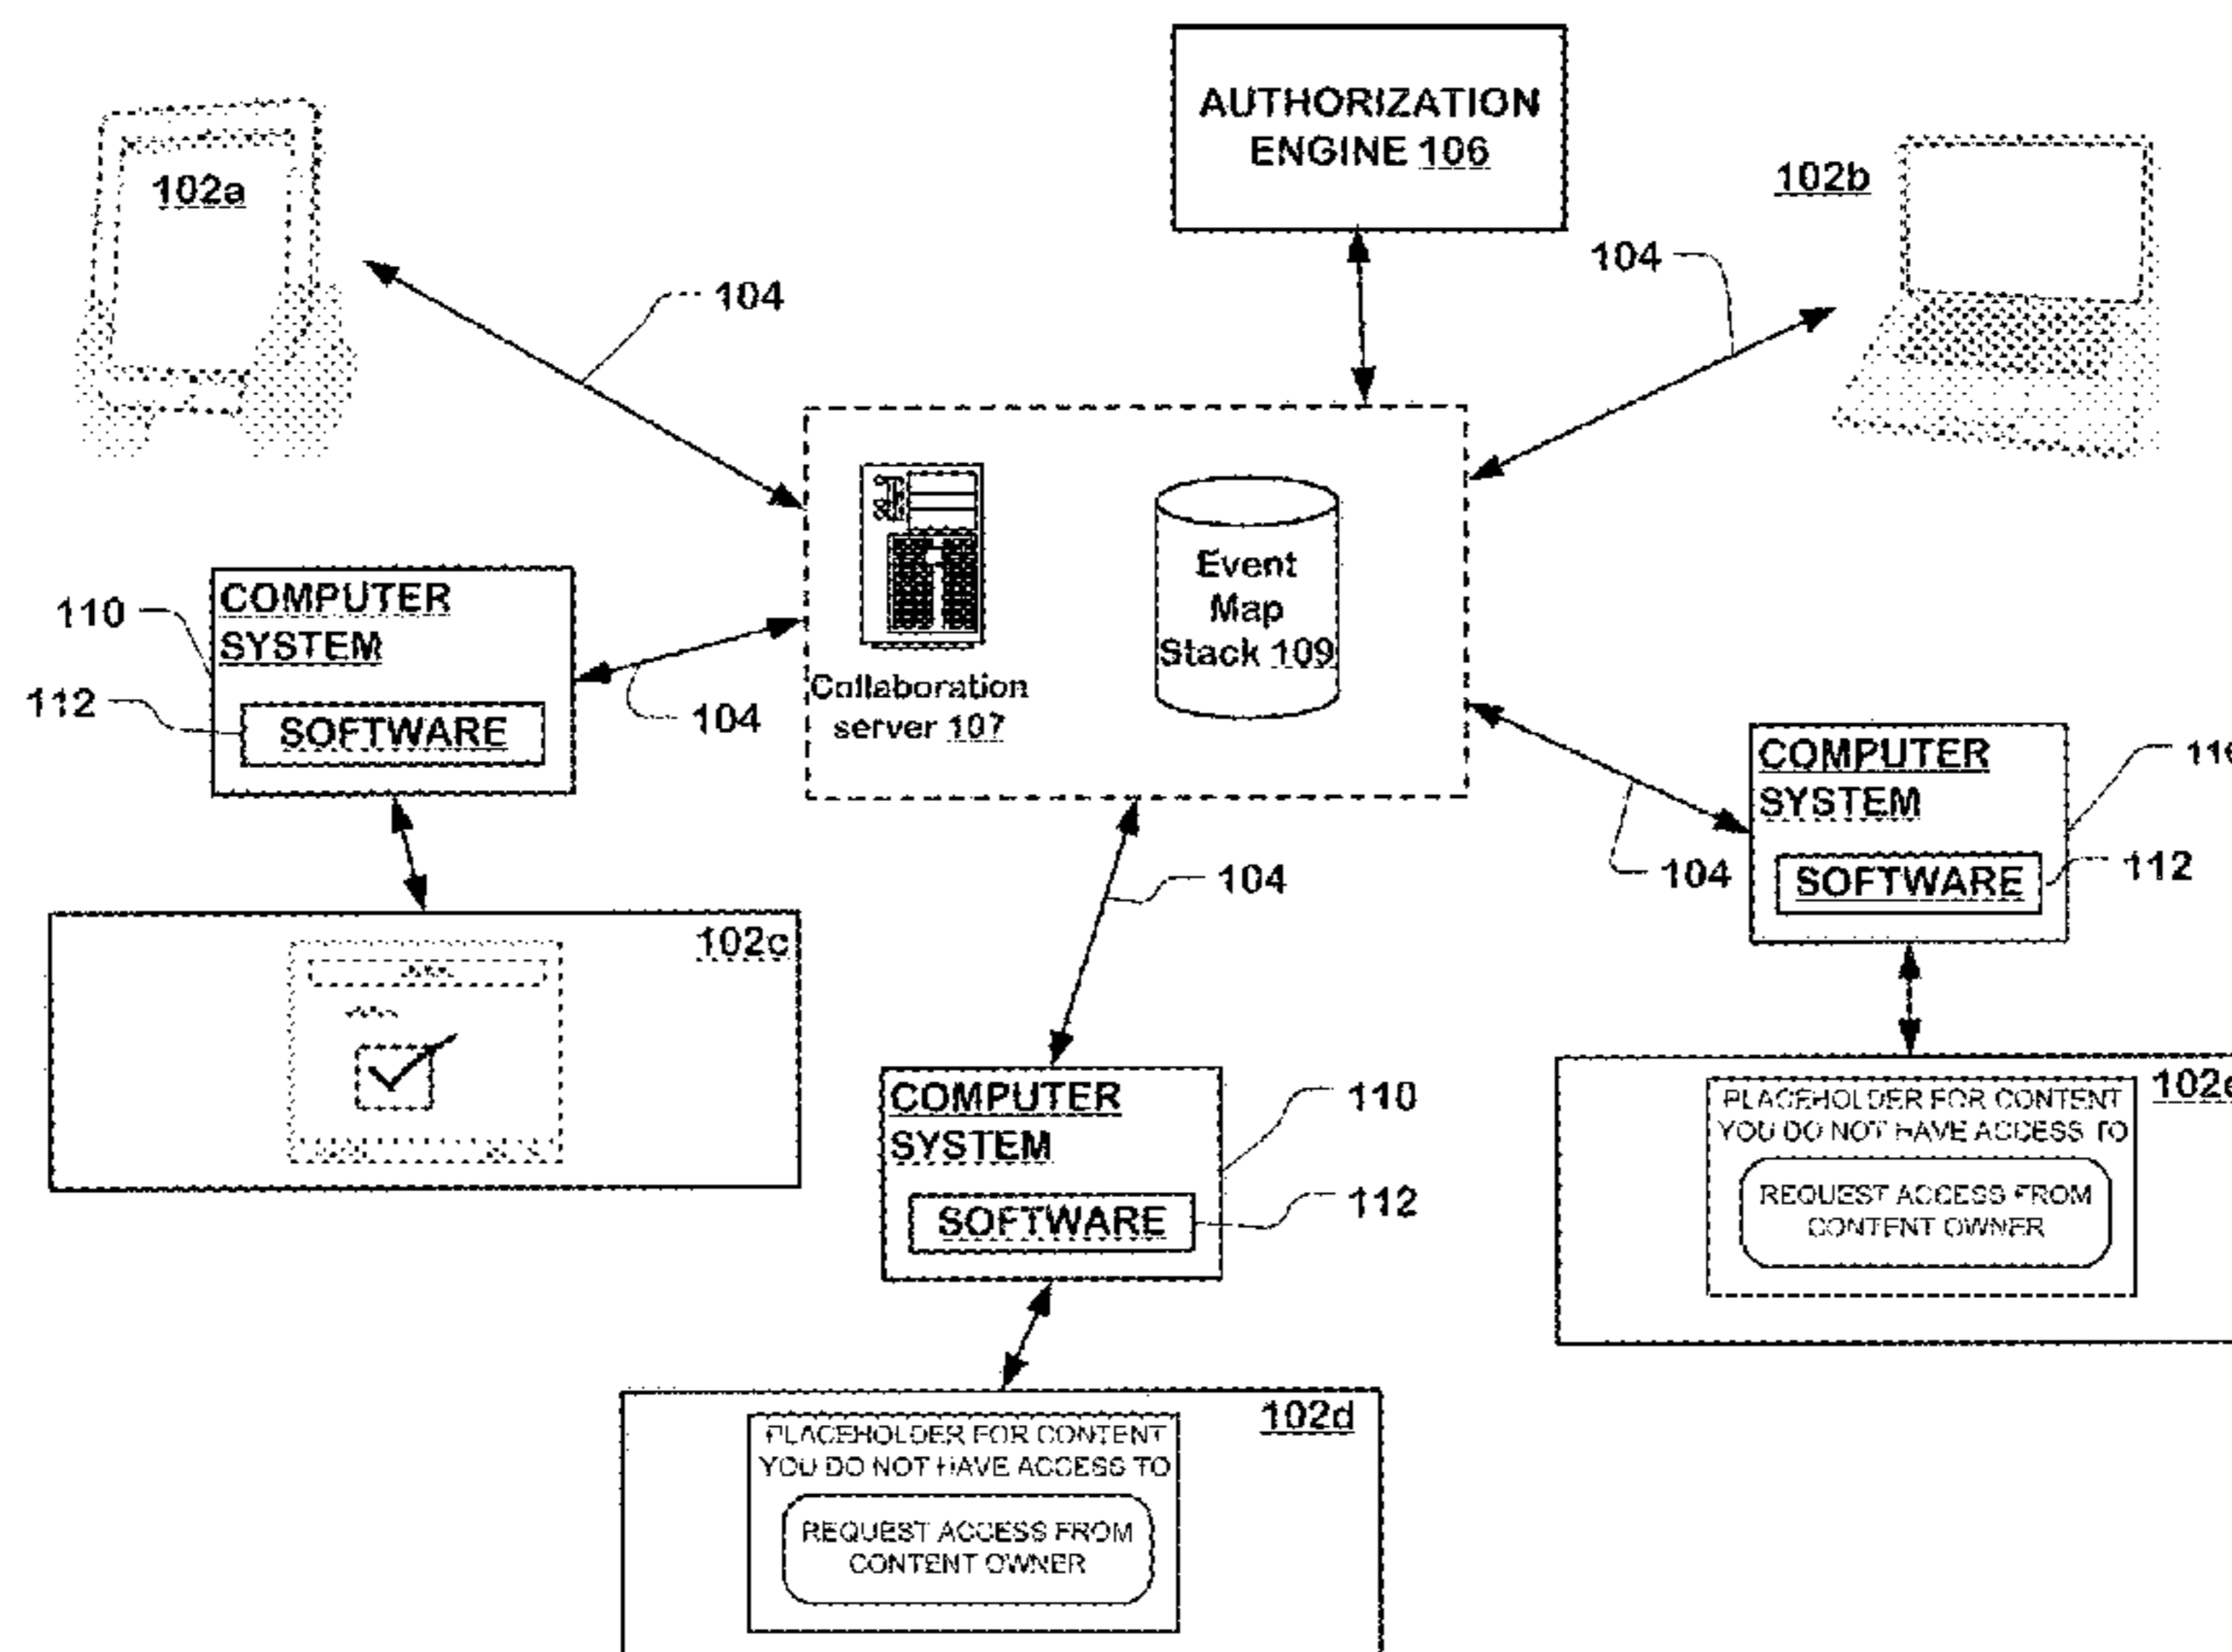 AUTHORIZATION
ENGINE 106
102a
102b
104
104
Event
Map
Stack 109
Collaboration
server 107
104
110
COMPUTER
SYSTEM
112
SOFTWARE
COMPUTER
SYSTEM
104
SOFTWARE
112
104
102c
COMPUTER
SYSTEM
110
SOFTWARE
112
PLACEHOLDER FOR CONTENT
YOU DO NOT HAVE ACCESS TO
REQUEST ACCESS FROM
CONTENT OWNER
102d
PLACEHOLDER FOR CONTENT
YOU DO NOT HAVE ACCESS TO
REQUEST ACCESS FROM
CONTENT OWNER